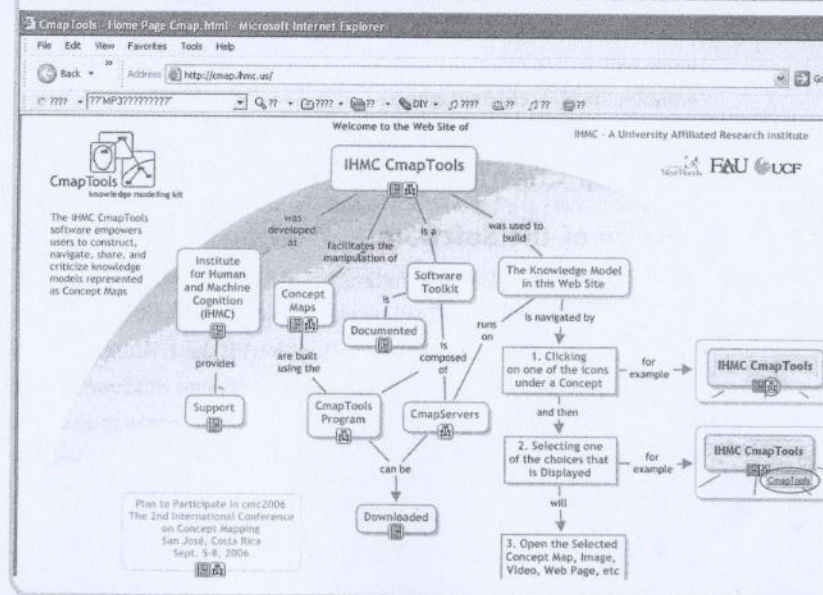 CmapTools - Home Page Cmap.html - Microsoft Internet Explorer
File Edit View Favorites Tools Help
Back Address http://cmap.ihmc.us/ Go
???? ??"MP3?????????" ?? ???? ?? DIY ???? ?? ?? ??
Welcome to the Web Site of
IHMC - A University Affiliated Research Institute
IHMC CmapTools
FAU UCF
CmapTools
knowledge modeling kit
The IHMC CmapTools
software empowers
users to construct,
navigate, share, and
criticize knowledge
models represented
as Concept Maps
was
developed
at
facilitates the
manipulation of
is a
was used to
build
Institute
for Human
and Machine
Cognition
(IHMC)
Concept
Maps
Software
Toolkit
The Knowledge Model
in this Web Site
is
Documented
provides
are built
using the
is
composed
of
runs
on
is navigated by
Support
CmapTools
Program
CmapServers
1. Clicking
on one of the icons
under a Concept
for
example
IHMC CmapTools
and then
can be
2. Selecting one
of the choices that
is Displayed
for
example
IHMC CmapTools
CmapTools
will
Downloaded
3. Open the Selected
Concept Map, Image,
Video, Web Page, etc
Plan to Participate in cmc2006
The 2nd International Conference
on Concept Mapping
San José, Costa Rica
Sept. 5-8, 2006